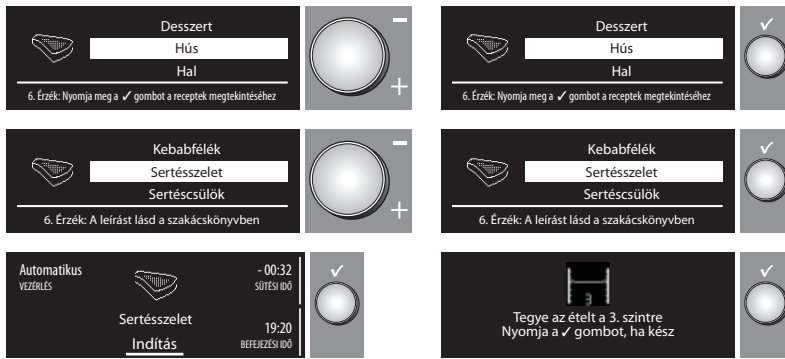 Desszert
Hús
Hal
6. Érzék: Nyomja meg a ✓ gombot a receptek megtekintéséhez
− +
Desszert
Hús
Hal
6. Érzék: Nyomja meg a ✓ gombot a receptek megtekintéséhez
✓
Kebabfélék
Sertésszelet
Sertéscsülök
6. Érzék: A leírást lásd a szakácskönyvben
− +
Kebabfélék
Sertésszelet
Sertéscsülök
6. Érzék: A leírást lásd a szakácskönyvben
✓
Automatikus
VEZÉRLÉS
- 00:32
SÜTÉSI IDŐ
Sertésszelet
Indítás
19:20
BEFEJEZÉSI IDŐ
✓
3
Tegye az ételt a 3. szintre
Nyomja a ✓ gombot, ha kész
✓